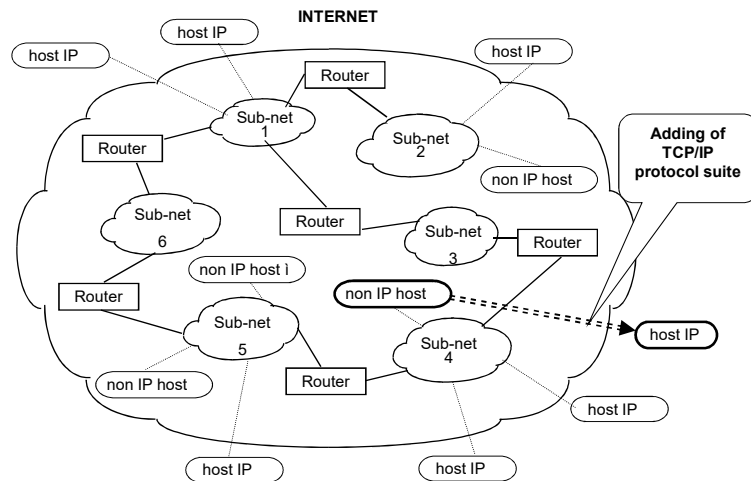 INTERNET
host IP
host IP
Router
host IP
Sub-net
1
Sub-net
2
Adding of
TCP/IP
protocol suite
Router
non IP host
Sub-net
6
Router
Sub-net
3
Router
non IP host ì
non IP host
Router
host IP
Sub-net
5
Sub-net
4
non IP host
Router
host IP
host IP
host IP